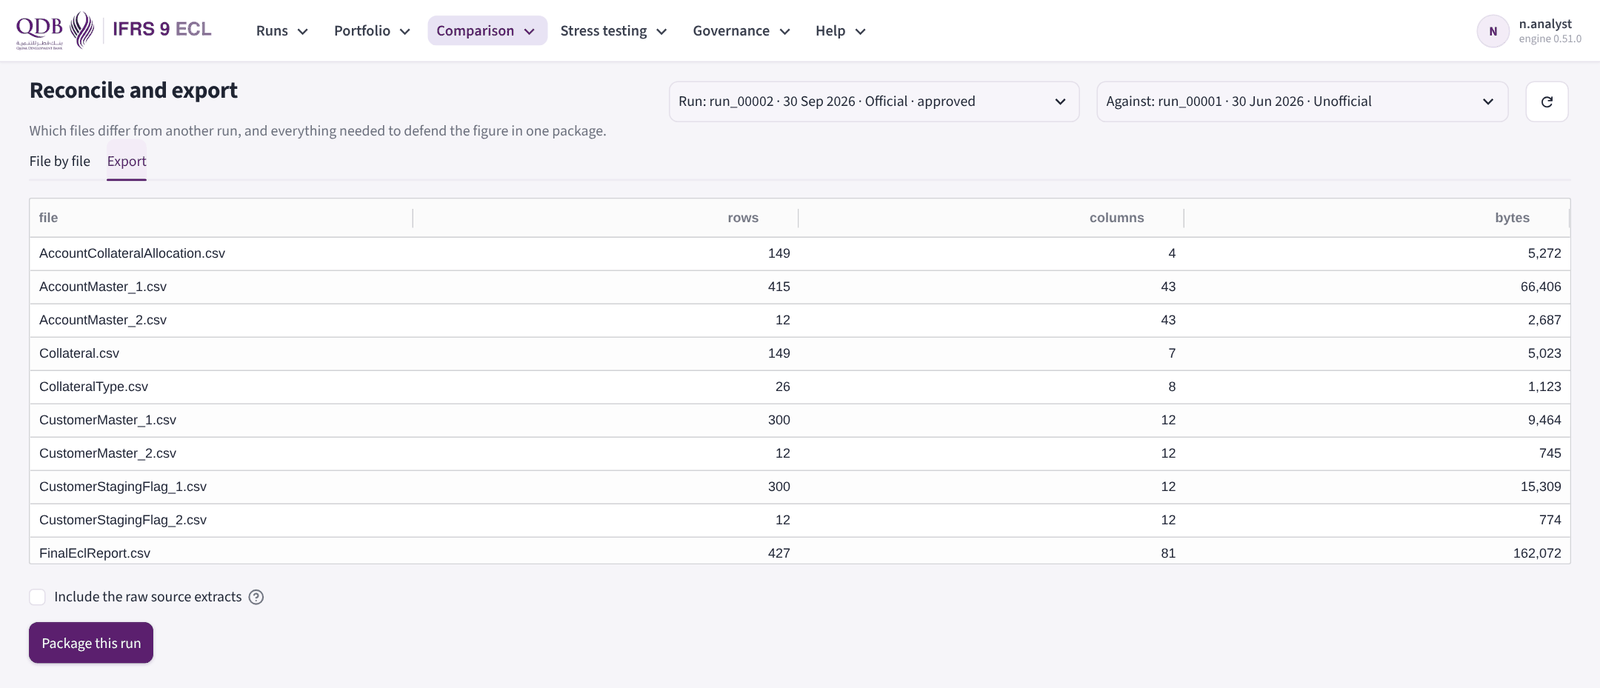 QDB
IFRS 9 ECL
Runs
Portfolio
Comparison
Stress testing
Governance
Help
N
n.analyst
engine 0.51.0
Reconcile and export
Run: run_00002 · 30 Sep 2026 · Official · approved
Against: run_00001 · 30 Jun 2026 · Unofficial
Which files differ from another run, and everything needed to defend the figure in one package.
File by file
Export
file rows columns bytes
AccountCollateralAllocation.csv 149 4 5,272
AccountMaster_1.csv 415 43 66,406
AccountMaster_2.csv 12 43 2,687
Collateral.csv 149 7 5,023
CollateralType.csv 26 8 1,123
CustomerMaster_1.csv 300 12 9,464
CustomerMaster_2.csv 12 12 745
CustomerStagingFlag_1.csv 300 12 15,309
CustomerStagingFlag_2.csv 12 12 774
FinalEclReport.csv 427 81 162,072
Include the raw source extracts ?
Package this run